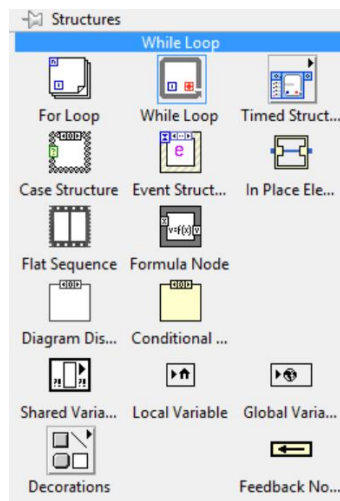 Structures
While Loop
For Loop While Loop Timed Struct...
Case Structure Event Struct... In Place Ele...
Flat Sequence Formula Node
Diagram Dis... Conditional ...
Shared Varia... Local Variable Global Varia...
Decorations Feedback No...